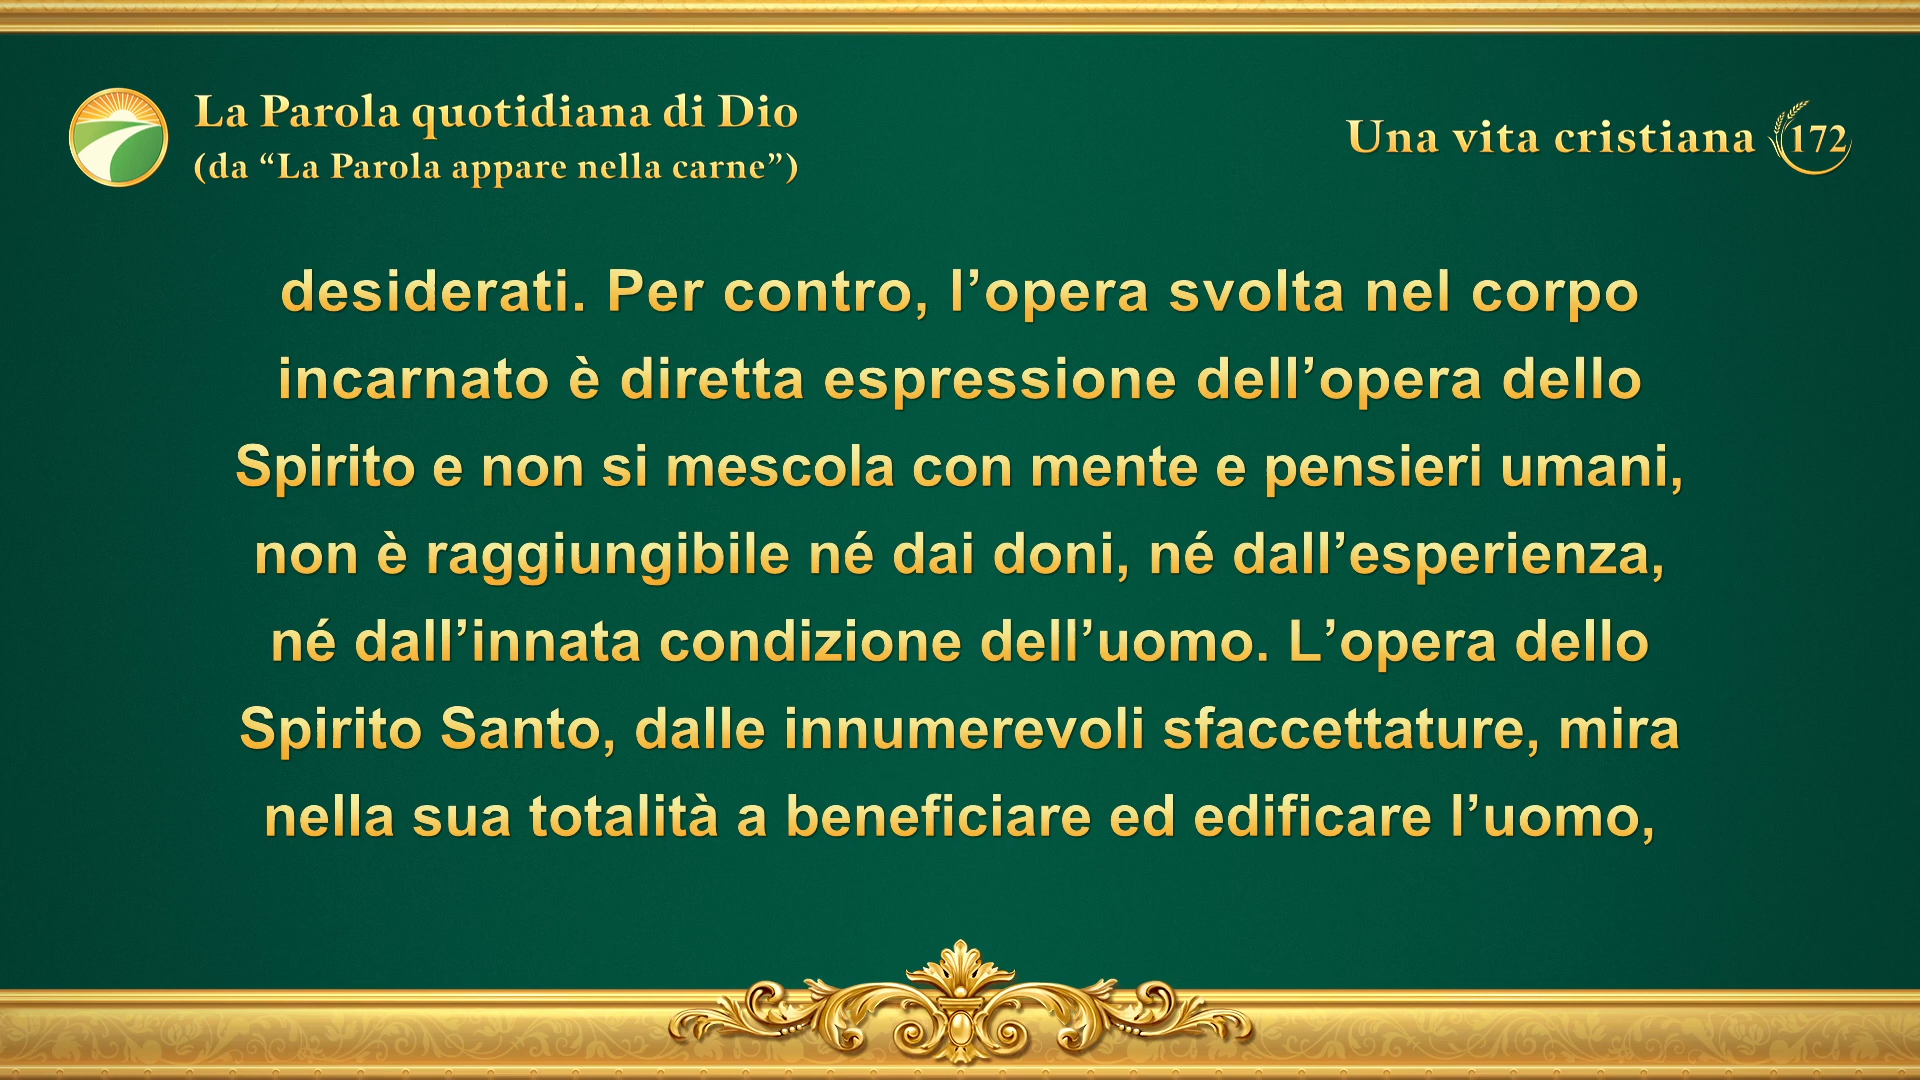 La Parola quotidiana di Dio
(da “La Parola appare nella carne”)
Una vita cristiana 172
desiderati. Per contro, l’opera svolta nel corpo
incarnato è diretta espressione dell’opera dello
Spirito e non si mescola con mente e pensieri umani,
non è raggiungibile né dai doni, né dall’esperienza,
né dall’innata condizione dell’uomo. L’opera dello
Spirito Santo, dalle innumerevoli sfaccettature, mira
nella sua totalità a beneficiare ed edificare l’uomo,